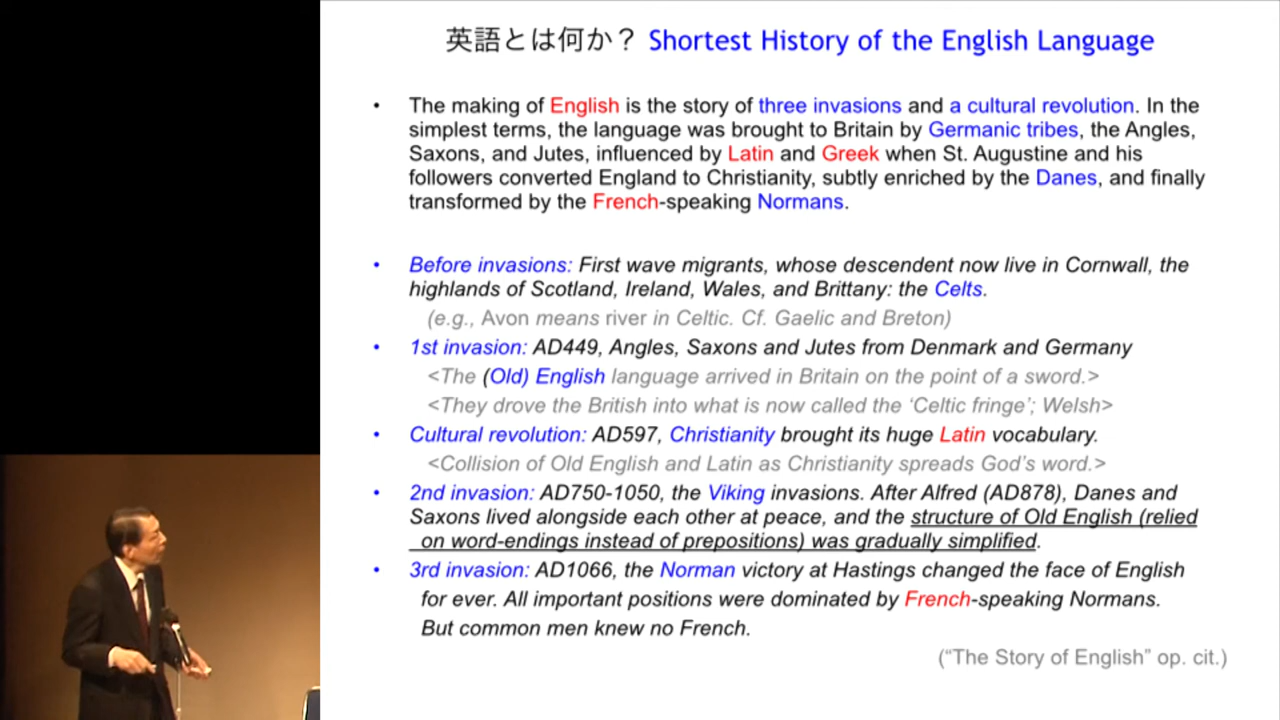 英語とは何か？ Shortest History of the English Language
• The making of English is the story of three invasions and a cultural revolution. In the
simplest terms, the language was brought to Britain by Germanic tribes, the Angles,
Saxons, and Jutes, influenced by Latin and Greek when St. Augustine and his
followers converted England to Christianity, subtly enriched by the Danes, and finally
transformed by the French-speaking Normans.
• Before invasions: First wave migrants, whose descendent now live in Cornwall, the
highlands of Scotland, Ireland, Wales, and Brittany: the Celts.
(e.g., Avon means river in Celtic. Cf. Gaelic and Breton)
• 1st invasion: AD449, Angles, Saxons and Jutes from Denmark and Germany
<The (Old) English language arrived in Britain on the point of a sword.>
<They drove the British into what is now called the ‘Celtic fringe’; Welsh>
• Cultural revolution: AD597, Christianity brought its huge Latin vocabulary.
<Collision of Old English and Latin as Christianity spreads God’s word.>
• 2nd invasion: AD750-1050, the Viking invasions. After Alfred (AD878), Danes and
Saxons lived alongside each other at peace, and the structure of Old English (relied
on word-endings instead of prepositions) was gradually simplified.
• 3rd invasion: AD1066, the Norman victory at Hastings changed the face of English
for ever. All important positions were dominated by French-speaking Normans.
But common men knew no French.
(“The Story of English” op. cit.)